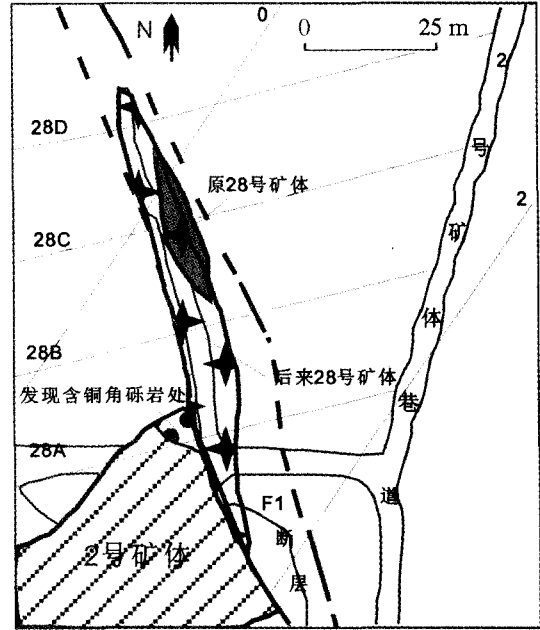 0
N
0 25 m
2
28D
号
原28号矿体
2
28C
矿
体
28B
后来28号矿体
发现含铜角砾岩处
巷
28A
道
F1
断
2号矿体
层